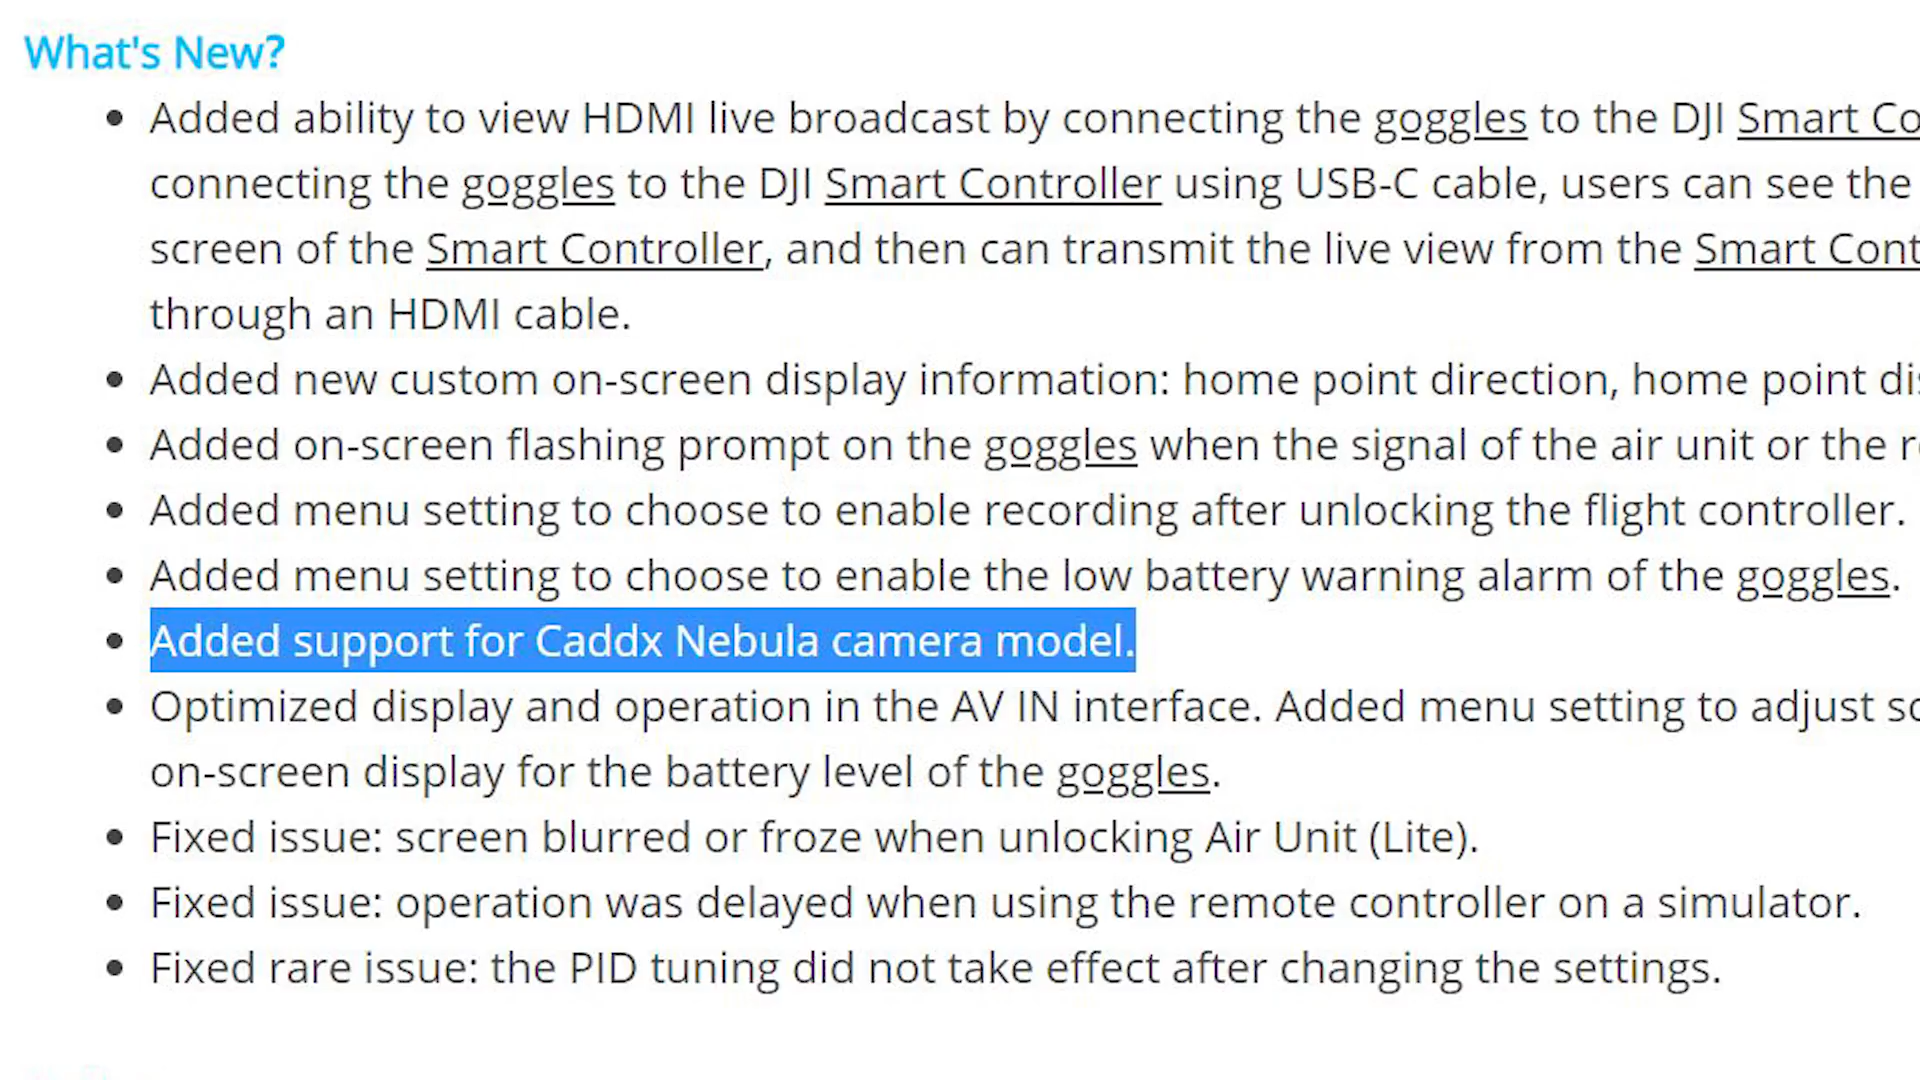 What's New?
Added ability to view HDMI live broadcast by connecting the goggles to the DJI Smart
connecting the goggles to the DJI Smart Controller using USB-C cable, users can see the
screen of the Smart Controller, and then can transmit the live view from the Smart
through an HDMI cable.
Added new custom on-screen display information: home point direction, home point
Added on-screen flashing prompt on the goggles when the signal of the air unit or the
Added menu setting to choose to enable recording after unlocking the flight controller.
Added menu setting to choose to enable the low battery warning alarm of the goggles.
Added support for Caddx Nebula camera model.
Optimized display and operation in the AV IN interface. Added menu setting to adjust
on-screen display for the battery level of the goggles.
Fixed issue: screen blurred or froze when unlocking Air Unit (Lite).
Fixed issue: operation was delayed when using the remote controller on a simulator.
Fixed rare issue: the PID tuning did not take effect after changing the settings.